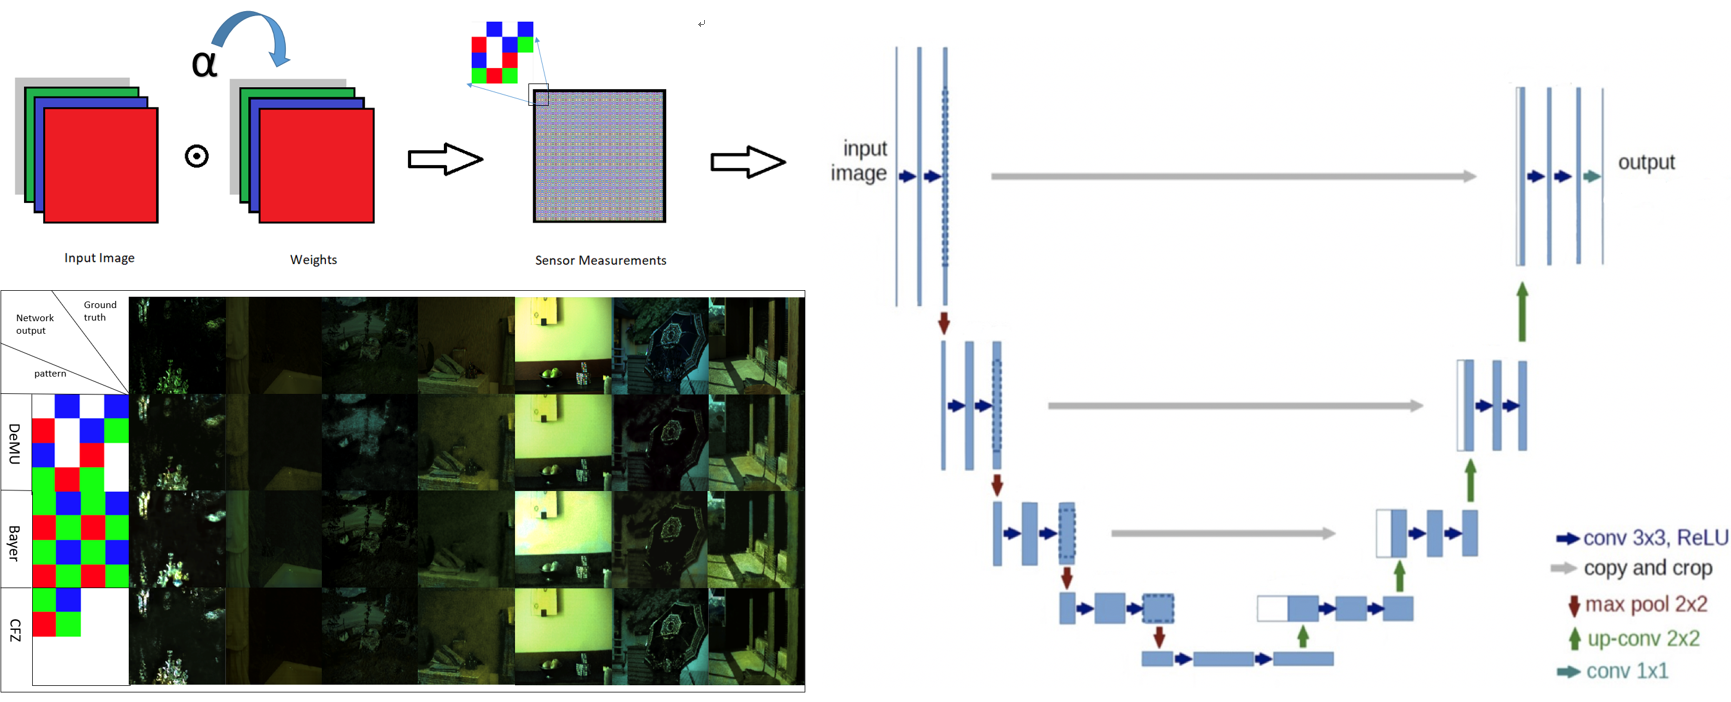 α
Input Image
Weights
Sensor Measurements
Ground
truth
Network
output
pattern
DeMU
Bayer
CFZ
input
image
output
conv 3x3, ReLU
copy and crop
max pool 2x2
up-conv 2x2
conv 1x1